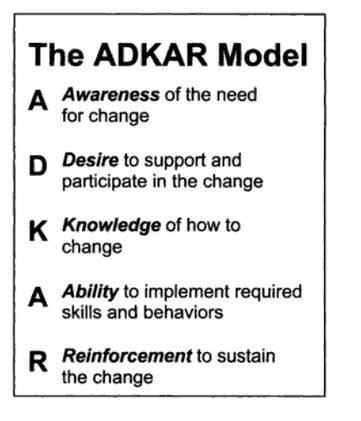 The ADKAR Model
A Awareness of the need
for change
D Desire to support and
participate in the change
K Knowledge of how to
change
A Ability to implement required
skills and behaviors
R Reinforcement to sustain
the change